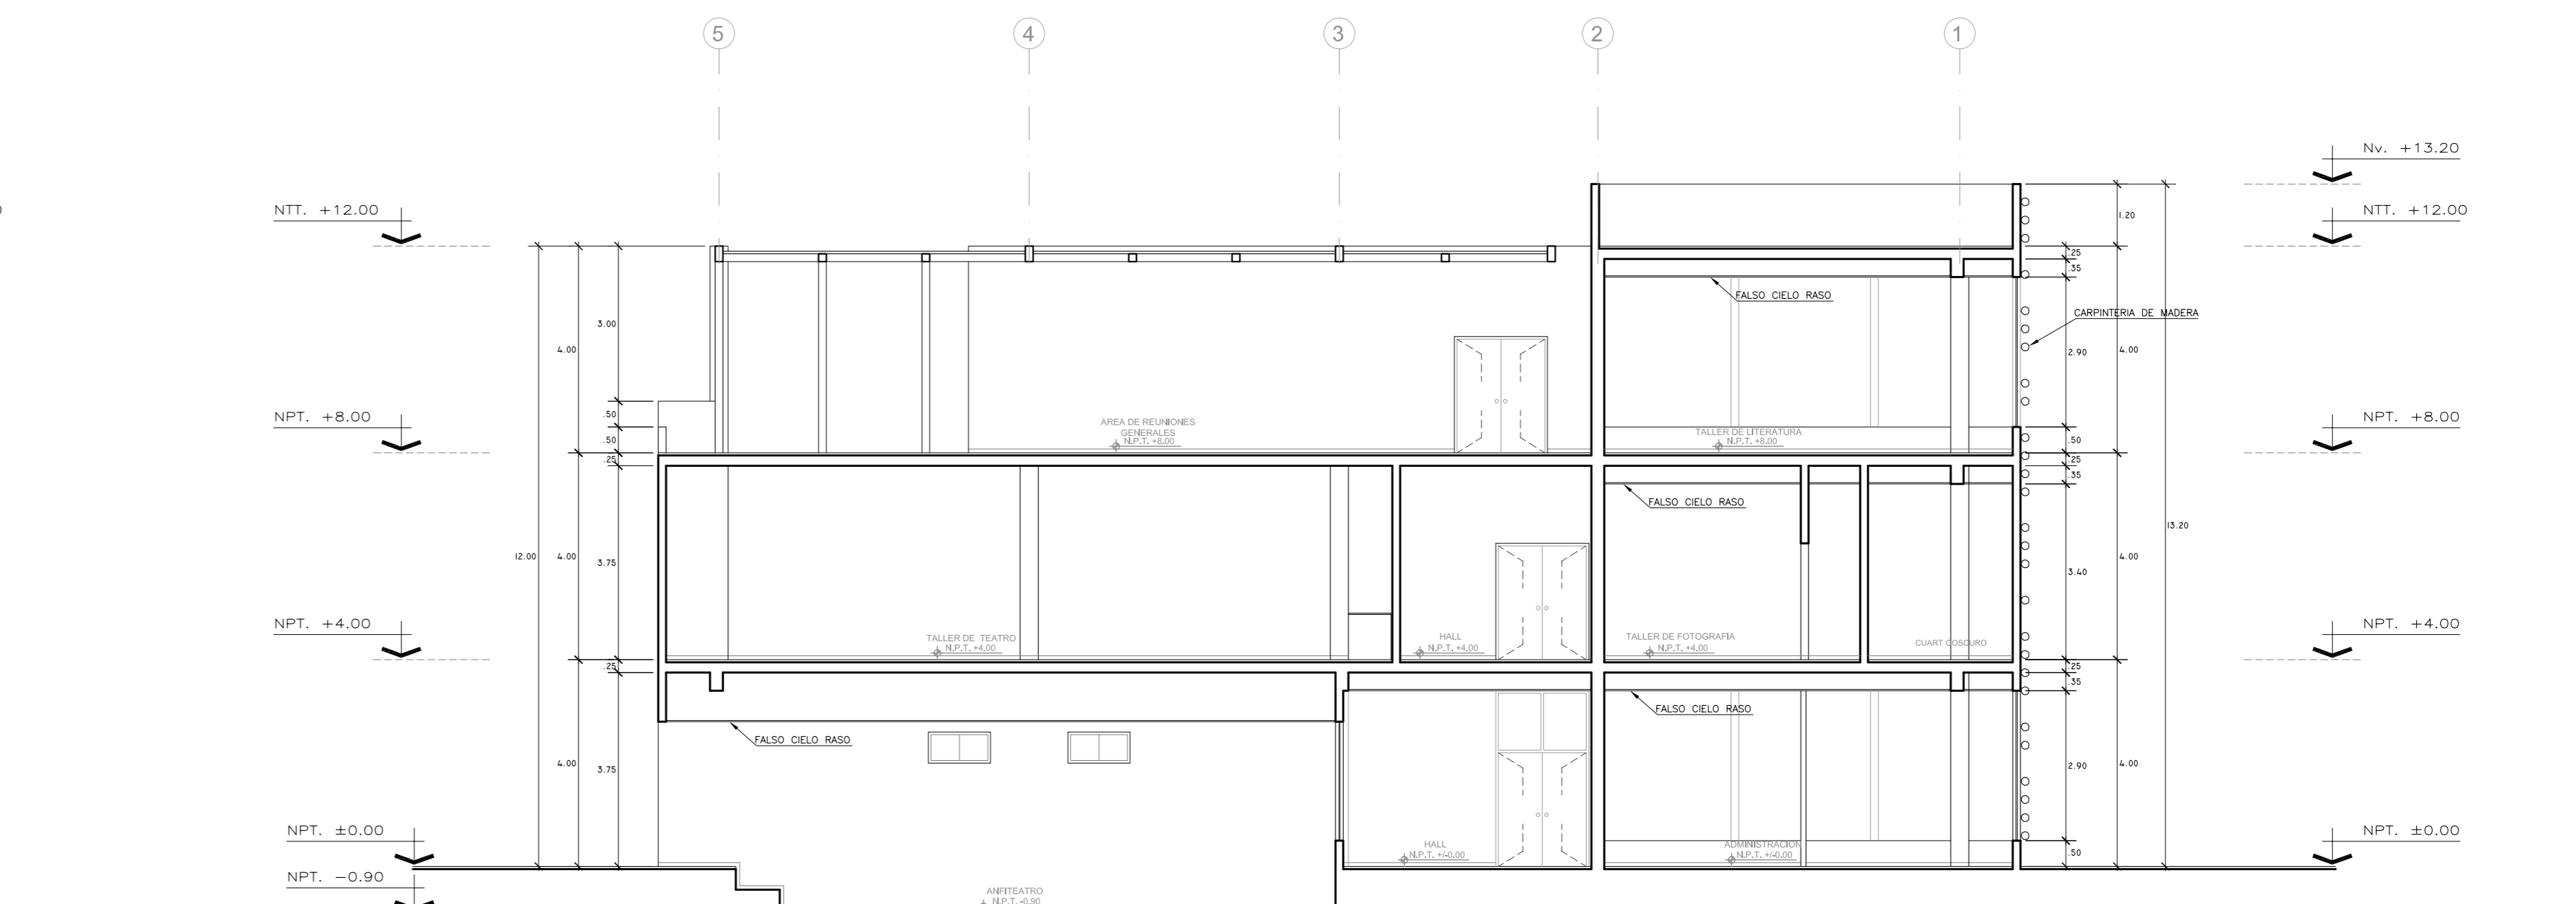 5
4
3
2
1
Nv. +13.20
NTT. +12.00
NTT. +12.00
1.20
.25
.35
FALSO CIELO RASO
CARPINTERIA DE MADERA
3.00
4.00
2.90
4.00
NPT. +8.00
.50
AREA DE REUNIONES
GENERALES
N.P.T. +8.00
TALLER DE LITERATURA
N.P.T. +8.00
NPT. +8.00
.50
.50
.25
.25
.35
FALSO CIELO RASO
13.20
12.00
4.00
3.75
4.00
3.40
NPT. +4.00
TALLER DE TEATRO
N.P.T. +4.00
HALL
N.P.T. +4.00
TALLER DE FOTOGRAFIA
N.P.T. +4.00
CUART OOSCURO
NPT. +4.00
.25
.25
.35
FALSO CIELO RASO
FALSO CIELO RASO
4.00
3.75
2.90
4.00
NPT. ±0.00
HALL
N.P.T. +/-0.00
ADMINISTRACION
N.P.T. +/-0.00
.50
NPT. ±0.00
NPT. -0.90
ANFITEATRO
N.P.T. -0.90